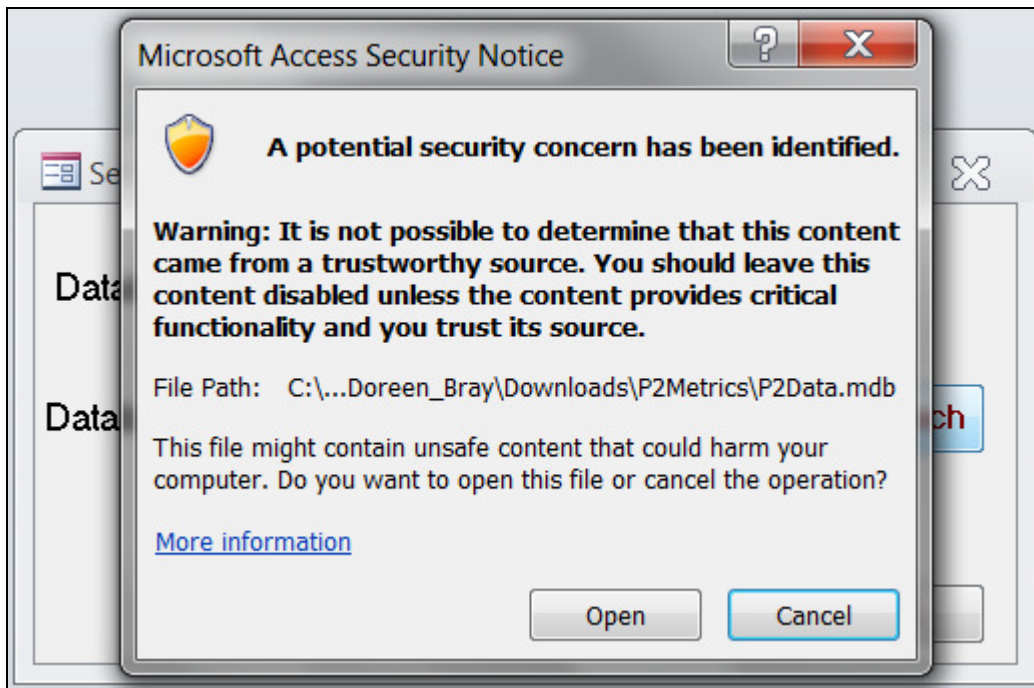 Microsoft Access Security Notice
A potential security concern has been identified.
Se
Warning: It is not possible to determine that this content
came from a trustworthy source. You should leave this
content disabled unless the content provides critical
functionality and you trust its source.
Data
File Path: C:\...Doreen_Bray\Downloads\P2Metrics\P2Data.mdb
Data
ch
This file might contain unsafe content that could harm your
computer. Do you want to open this file or cancel the operation?
More information
Open Cancel